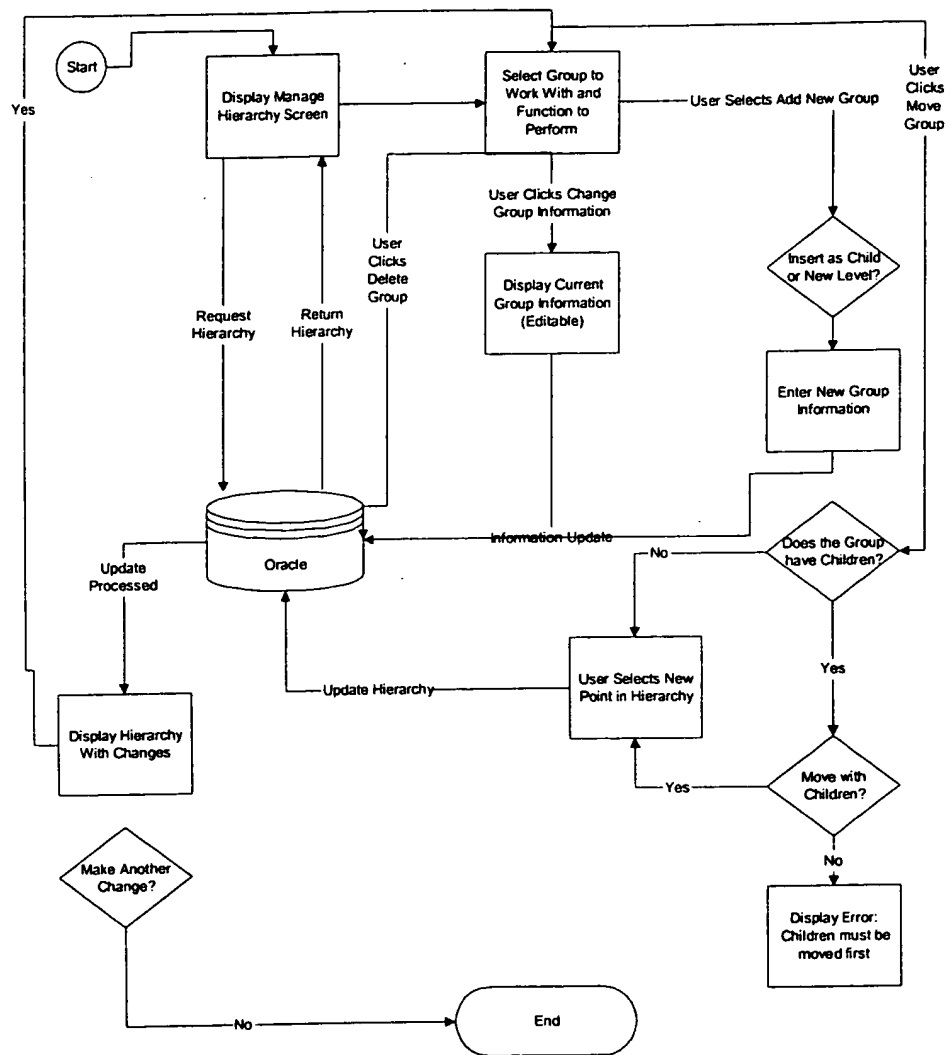 Start
Yes
Display Manage
Hierarchy Screen
Select Group to
Work With and
Function to
Perform
User Selects Add New Group
User
Clicks
Move
Group
User Clicks Change
Group Information
User
Clicks
Delete
Group
Insert as Child
or New Level?
Display Current
Group Information
(Editable)
Request
Hierarchy
Return
Hierarchy
Enter New Group
Information
Information Update
Oracle
Does the Group
have Children?
No
Update
Processed
Yes
User Selects New
Point in Hierarchy
Update Hierarchy
Display Hierarchy
With Changes
Move with
Children?
Yes
No
Make Another
Change?
Display Error:
Children must be
moved first
No
End